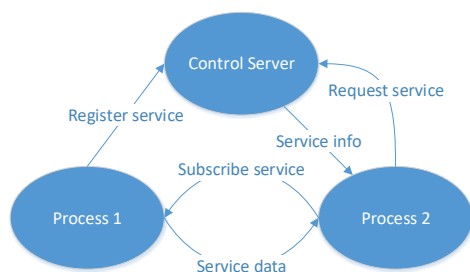 Control Server
Request service
Register service
Service info
Subscribe service
Process 1
Process 2
Service data